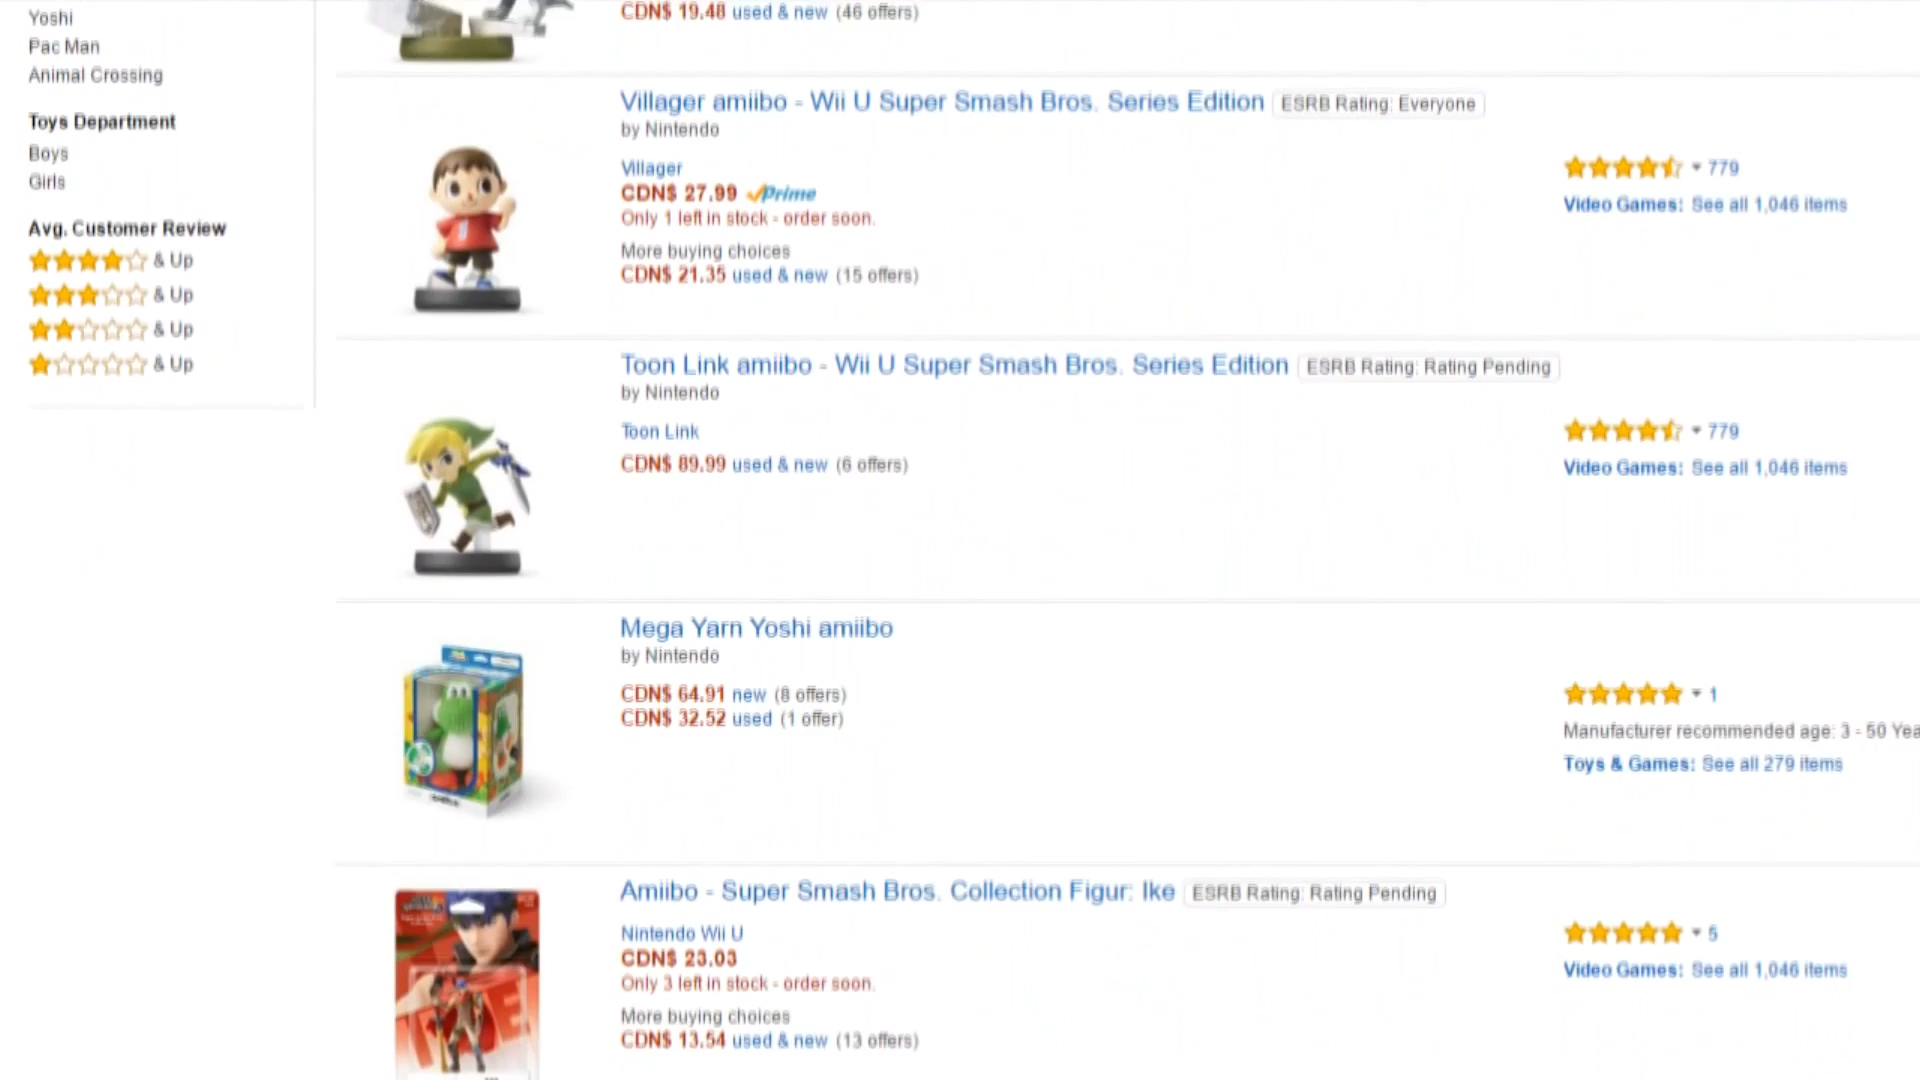 Yoshi
Pac Man
Animal Crossing
Toys Department
Boys
Girls
Avg. Customer Review
& Up
& Up
& Up
& Up
CDN$ 19.48 used & new (46 offers)
Villager amiibo - Wii U Super Smash Bros. Series Edition ESRB Rating: Everyone
by Nintendo
Villager
CDN$ 27.99 Prime
Only 1 left in stock - order soon.
More buying choices
CDN$ 21.35 used & new (15 offers)
779
Video Games: See all 1,046 items
Toon Link amiibo - Wii U Super Smash Bros. Series Edition ESRB Rating: Rating Pending
by Nintendo
Toon Link
CDN$ 89.99 used & new (6 offers)
779
Video Games: See all 1,046 items
Mega Yarn Yoshi amiibo
by Nintendo
CDN$ 64.91 new (8 offers)
CDN$ 32.52 used (1 offer)
1
Manufacturer recommended age: 3 - 50 Yea
Toys & Games: See all 279 items
Amiibo - Super Smash Bros. Collection Figur: Ike ESRB Rating: Rating Pending
Nintendo Wii U
CDN$ 23.03
Only 3 left in stock - order soon.
More buying choices
CDN$ 13.54 used & new (13 offers)
5
Video Games: See all 1,046 items
IKE